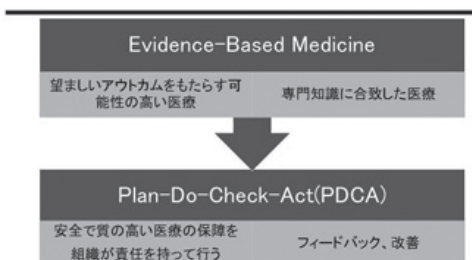 Evidence-Based Medicine
望ましいアウトカムをもたらす可
能性の高い医療
専門知識に合致した医療
Plan-Do-Check-Act(PDCA)
安全で質の高い医療の保障を
組織が責任を持って行う
フィードバック、改善